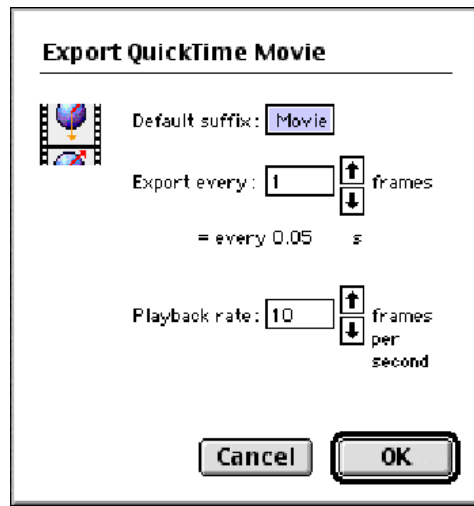 Export QuickTime Movie
Default suffix: Movie
Export every: 1 frames
= every 0.05 s
Playback rate: 10 frames
per
second
Cancel OK